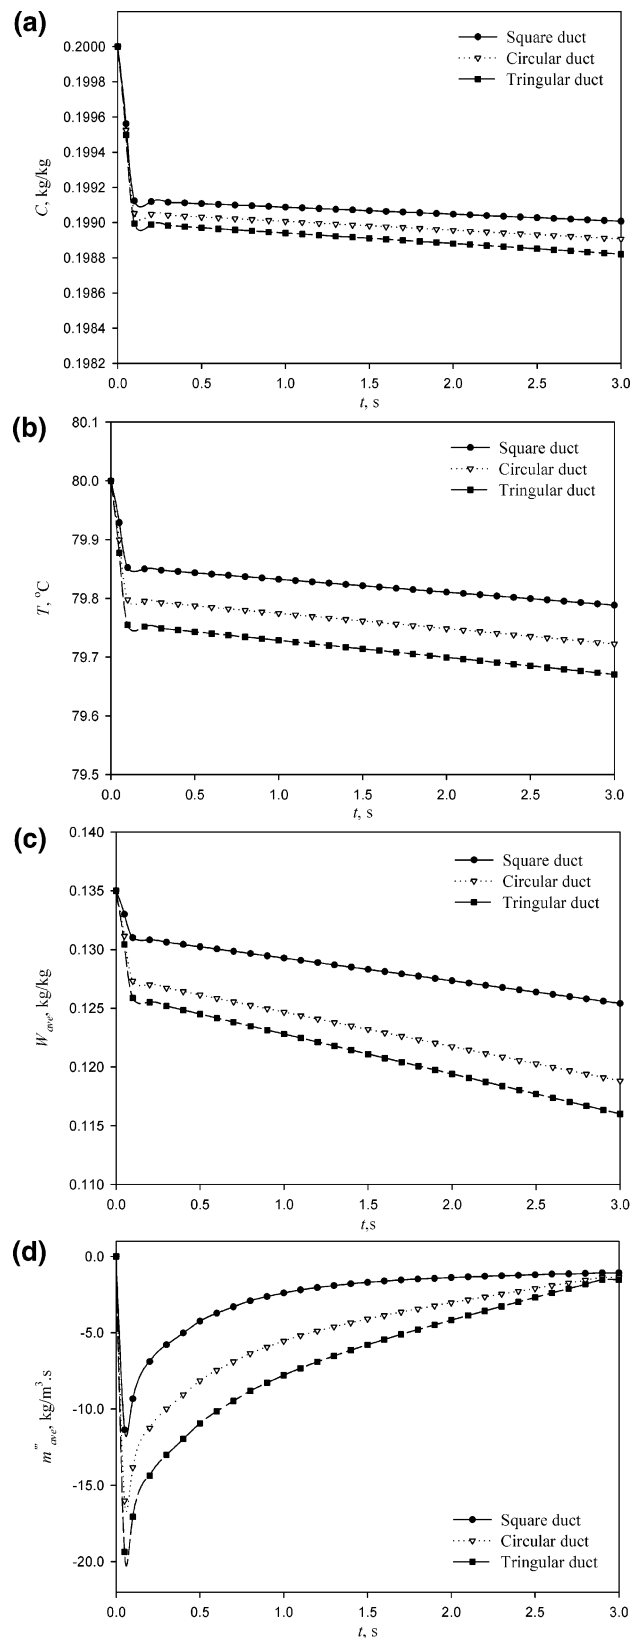 (a)
0.2000
0.1998
0.1996
0.1994
0.1992
0.1990
0.1988
0.1986
0.1984
0.1982
C, kg/kg
Square duct
Circular duct
Tringular duct
0.0 0.5 1.0 1.5 2.0 2.5 3.0
t, s
(b)
80.1
80.0
79.9
79.8
79.7
79.6
79.5
T, °C
Square duct
Circular duct
Tringular duct
0.0 0.5 1.0 1.5 2.0 2.5 3.0
t, s
(c)
0.140
0.135
0.130
0.125
0.120
0.115
0.110
Wave, kg/kg
Square duct
Circular duct
Tringular duct
0.0 0.5 1.0 1.5 2.0 2.5 3.0
t,s
(d)
0.0
-5.0
-10.0
-15.0
-20.0
m'''ave, kg/m³.s
Square duct
Circular duct
Tringular duct
0.0 0.5 1.0 1.5 2.0 2.5 3.0
t, s